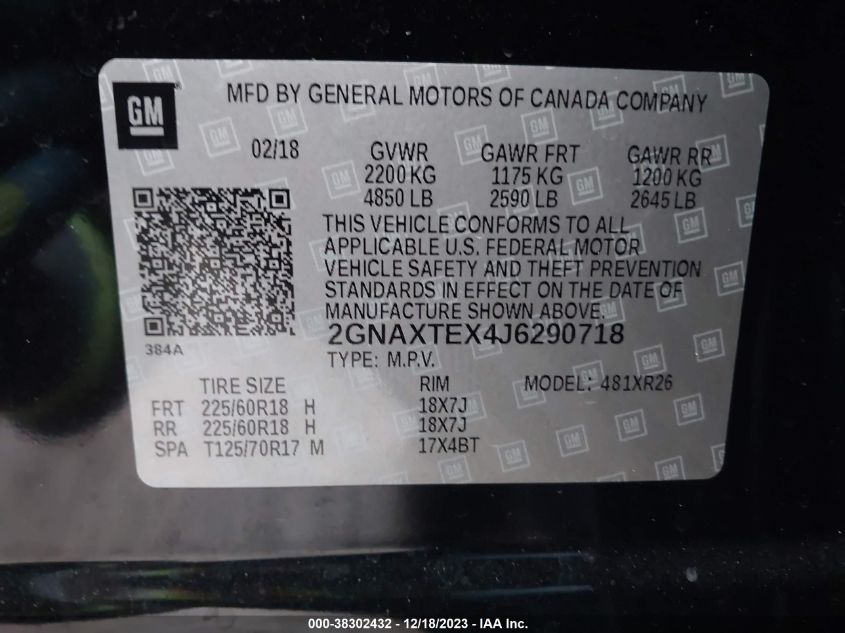 GM
MFD BY GENERAL MOTORS OF CANADA COMPANY
02/18 GVWR GAWR FRT GAWR RR
2200 KG 1175 KG 1200 KG
4850 LB 2590 LB 2645 LB
THIS VEHICLE CONFORMS TO ALL
APPLICABLE U.S. FEDERAL MOTOR
VEHICLE SAFETY AND THEFT PREVENTION
STANDARDS IN EFFECT ON THE DATE OF
MANUFACTURE SHOWN ABOVE.
2GNAXTEX4J6290718
384A
TYPE: M.P.V.
TIRE SIZE RIM MODEL: 481XR26
FRT 225/60R18 H 18X7J
RR 225/60R18 H 18X7J
SPA T125/70R17 M 17X4BT
000-38302432 - 12/18/2023 - IAA Inc.